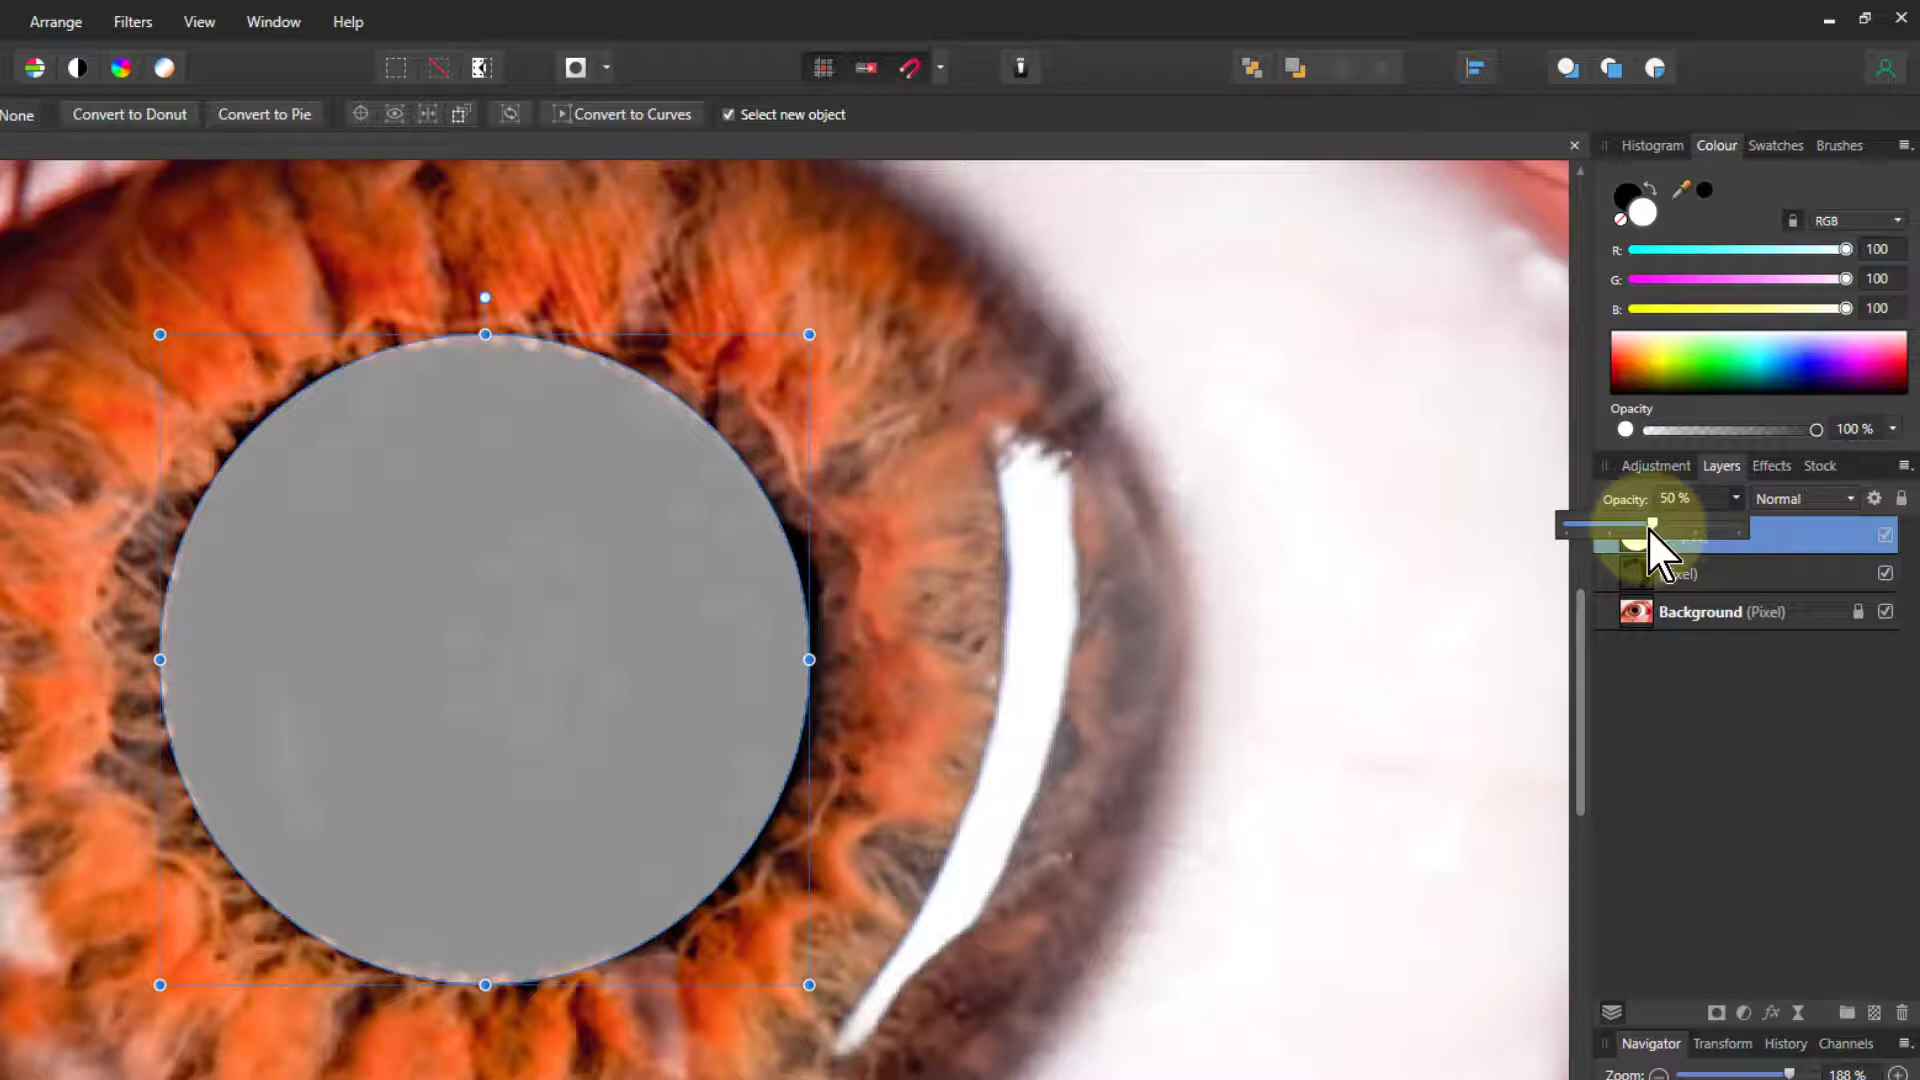 Arrange Filters View Window Help
None Convert to Donut Convert to Pie Convert to Curves Select new object
Histogram Colour Swatches Brushes
RGB
R: 100
G: 100
B: 100
Opacity
100 %
Adjustment Layers Effects Stock
Opacity: 50 % Normal
Background (Pixel)
Navigator Transform History Channels
Zoom: 188 %